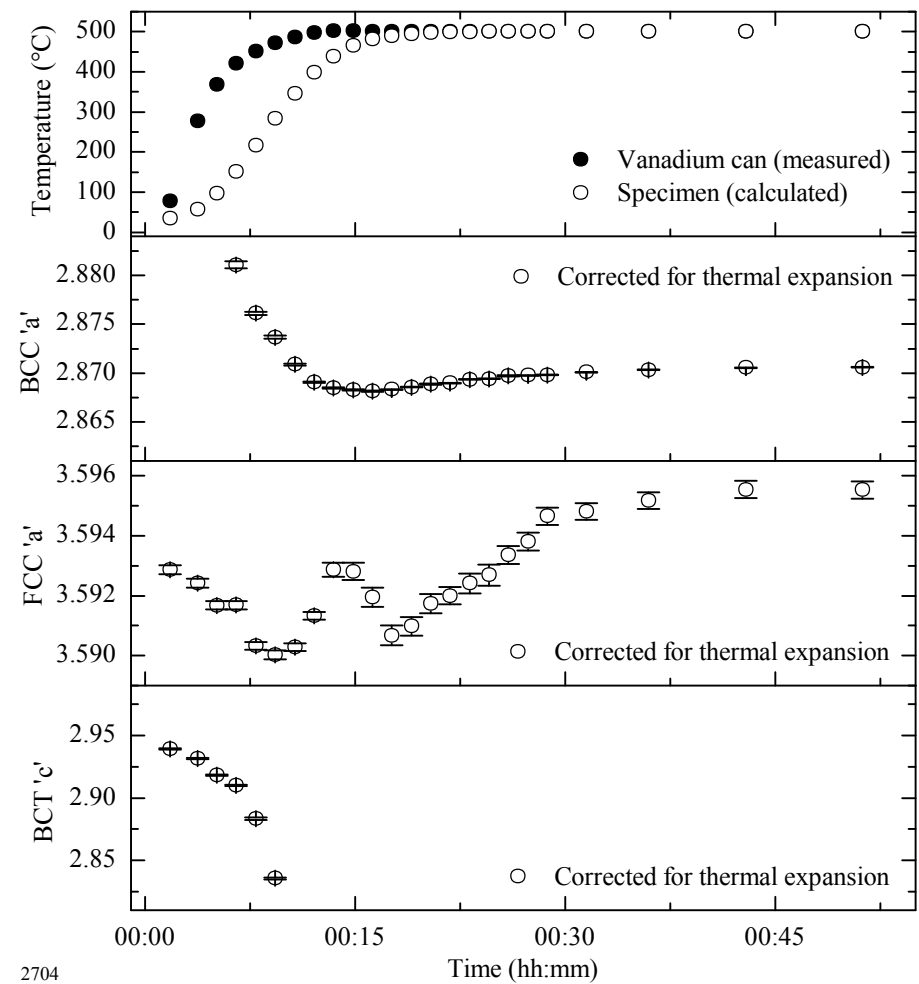 500
400
300
200
100
0
Temperature (°C)
Vanadium can (measured)
Specimen (calculated)
2.880
2.875
2.870
2.865
BCC 'a'
Corrected for thermal expansion
3.596
3.594
3.592
3.590
FCC 'a'
Corrected for thermal expansion
2.95
2.90
2.85
BCT 'c'
Corrected for thermal expansion
00:00 00:15 00:30 00:45
Time (hh:mm)
2704